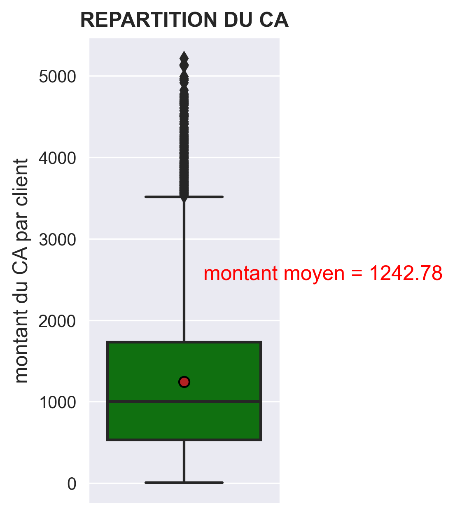 REPARTITION DU CA
montant du CA par client
5000
4000
3000
2000
1000
0
montant moyen = 1242.78